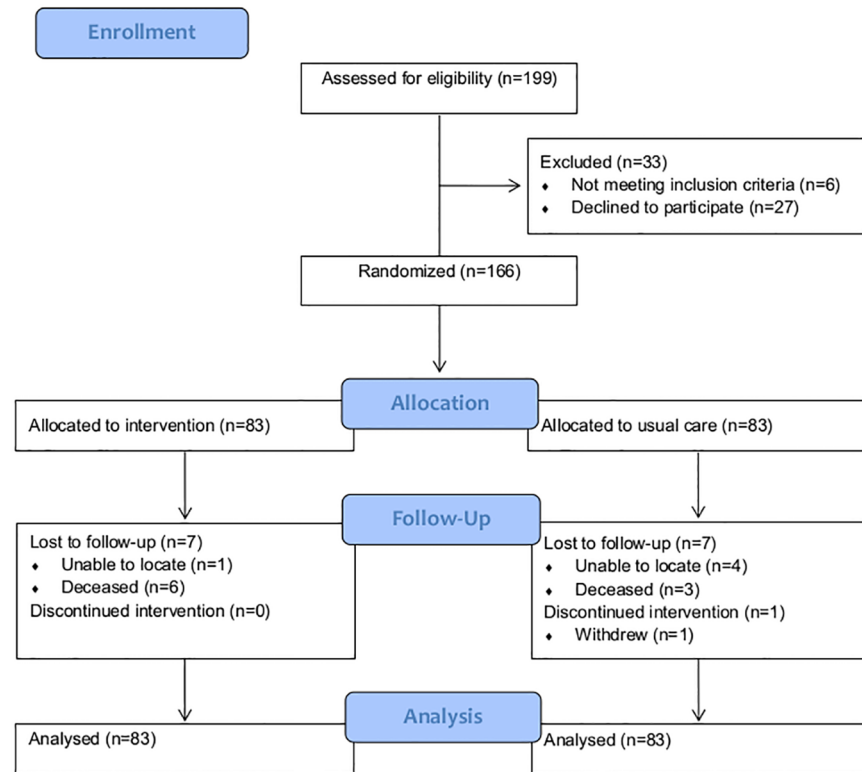 Enrollment
Assessed for eligibility (n=199)
Excluded (n=33)
♦ Not meeting inclusion criteria (n=6)
♦ Declined to participate (n=27)
Randomized (n=166)
Allocation
Allocated to intervention (n=83)
Allocated to usual care (n=83)
Follow-Up
Lost to follow-up (n=7)
♦ Unable to locate (n=1)
♦ Deceased (n=6)
Discontinued intervention (n=0)
Lost to follow-up (n=7)
♦ Unable to locate (n=4)
♦ Deceased (n=3)
Discontinued intervention (n=1)
♦ Withdrew (n=1)
Analysis
Analysed (n=83)
Analysed (n=83)